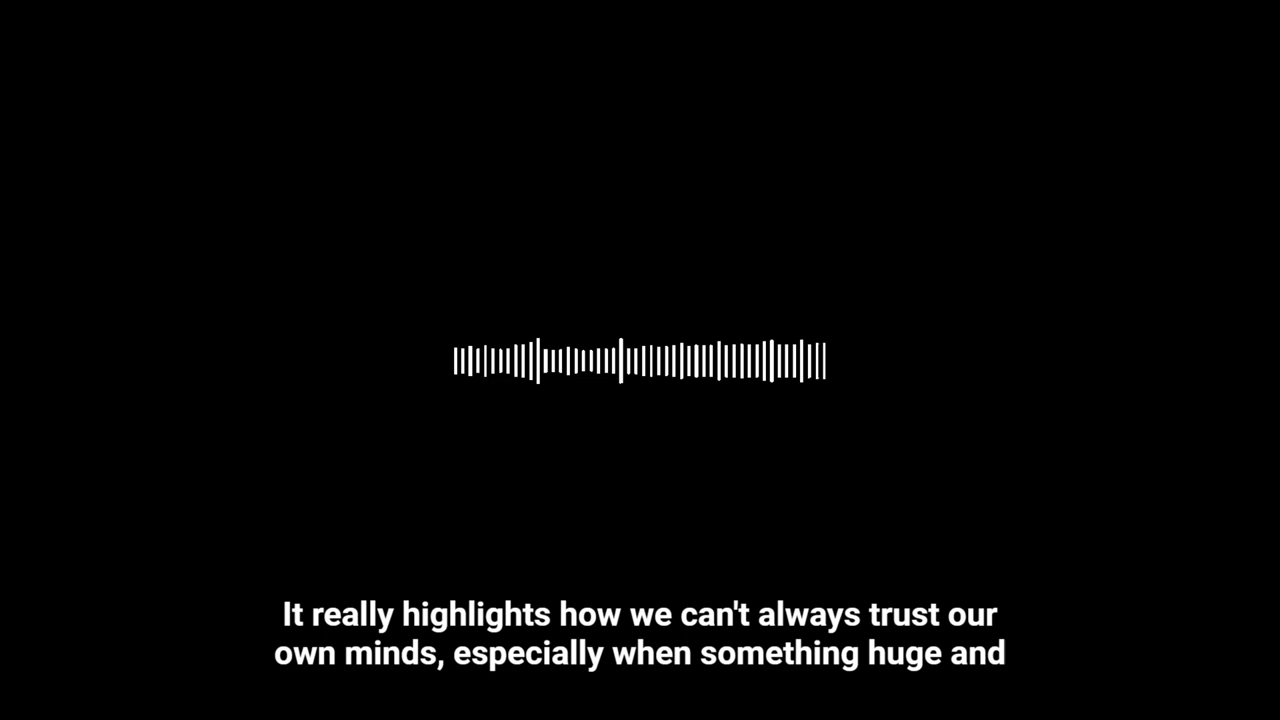 It really highlights how we can't always trust our
own minds, especially when something huge and